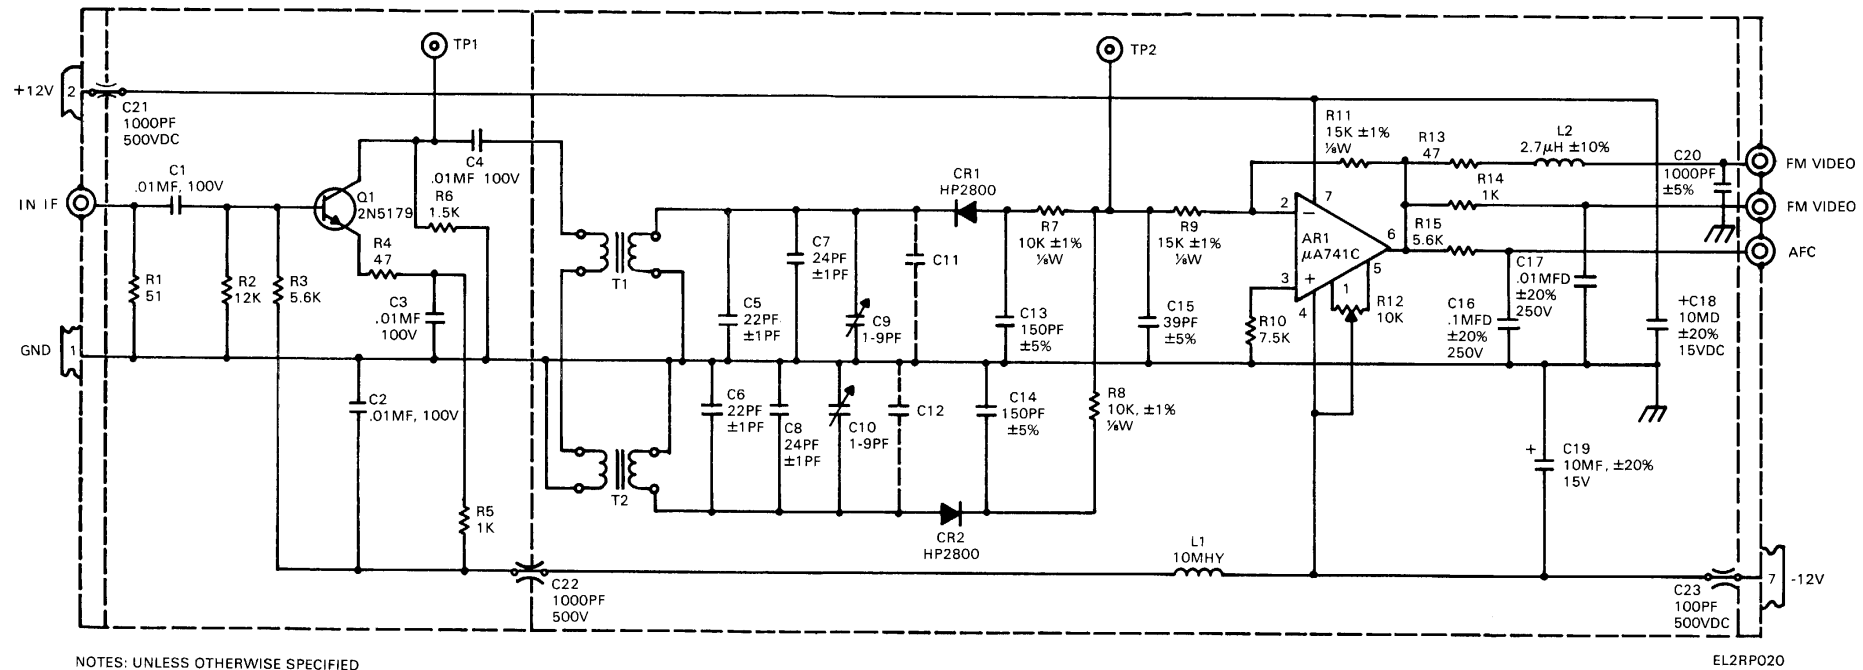 TP1
TP2
+12V
2
C21
1000PF
500VDC
IN IF
C1
.01MF, 100V
Q1
2N5179
C4
.01MF 100V
R6
1.5K
R4
47
C3
.01MF
100V
R1
51
R2
12K
R3
5.6K
GND
1
C2
.01MF, 100V
R5
1K
C22
1000PF
500V
T1
T2
C5
22PF
±1PF
C7
24PF
±1PF
C9
1-9PF
C11
CR1
HP2800
C6
22PF
±1PF
C8
24PF
±1PF
C10
1-9PF
C12
CR2
HP2800
C13
150PF
±5%
C14
150PF
±5%
R7
10K ±1%
⅛W
R8
10K, ±1%
⅛W
R9
15K ±1%
⅛W
C15
39PF
±5%
R10
7.5K
R11
15K ±1%
⅛W
2
−
7
AR1
µA741C
6
3
+
4
1
5
R12
10K
R13
47
L2
2.7µH ±10%
R14
1K
R15
5.6K
C20
1000PF
±5%
FM VIDEO
FM VIDEO
AFC
C17
.01MFD
±20%
250V
C16
.1MFD
±20%
250V
+C18
10MD
±20%
15VDC
+
C19
10MF, ±20%
15V
L1
10MHY
C23
100PF
500VDC
7
-12V
NOTES: UNLESS OTHERWISE SPECIFIED
EL2RP020